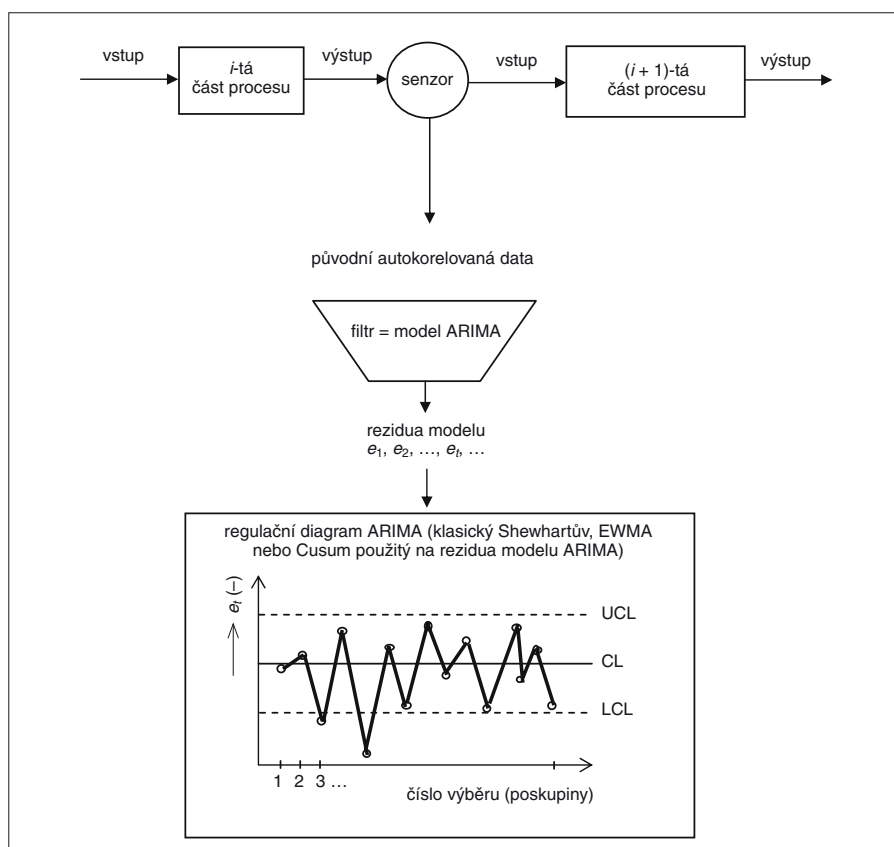 vstup
i-tá
část procesu
výstup
senzor
vstup
(i + 1)-tá
část procesu
výstup
původní autokorelovaná data
filtr = model ARIMA
rezidua modelu
e1, e2, …, et, …
regulační diagram ARIMA (klasický Shewhartův, EWMA
nebo Cusum použitý na rezidua modelu ARIMA)
et (–)
UCL
CL
LCL
1 2 3 …
číslo výběru (poskupiny)